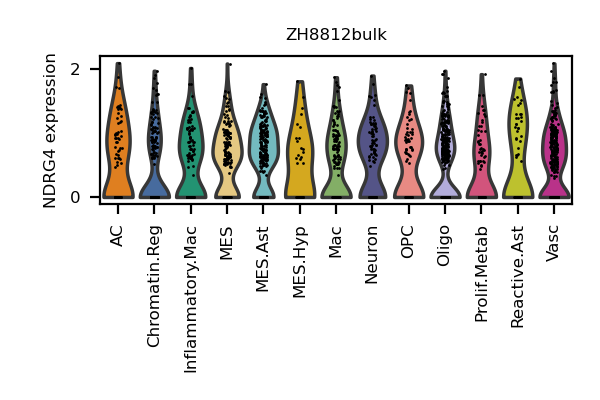 ZH8812bulk
NDRG4 expression
2
0
AC
Chromatin.Reg
Inflammatory.Mac
MES
MES.Ast
MES.Hyp
Mac
Neuron
OPC
Oligo
Prolif.Metab
Reactive.Ast
Vasc